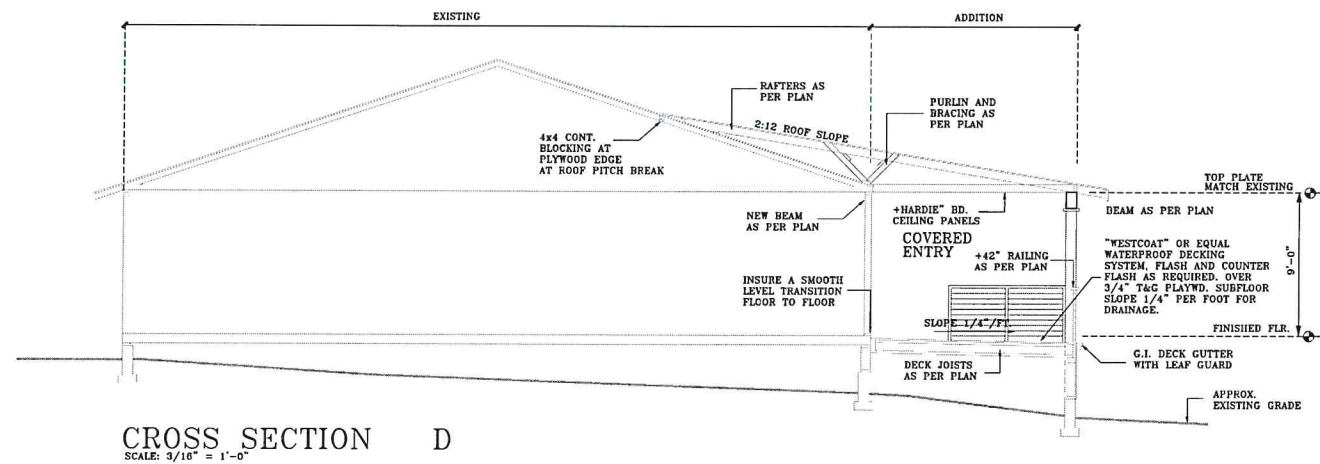 EXISTING
ADDITION
RAFTERS AS
PER PLAN
PURLIN AND
BRACING AS
PER PLAN
2:12 ROOF SLOPE
4x4 CONT.
BLOCKING AT
PLYWOOD EDGE
AT ROOF PITCH BREAK
TOP PLATE
MATCH EXISTING
NEW BEAM
AS PER PLAN
+HARDIE" BD.
CEILING PANELS
BEAM AS PER PLAN
COVERED
ENTRY
+42" RAILING
AS PER PLAN
"WESTCOAT" OR EQUAL
WATERPROOF DECKING
SYSTEM, FLASH AND COUNTER
FLASH AS REQUIRED. OVER
3/4" T&G PLAYWD. SUBFLOOR
SLOPE 1/4" PER FOOT FOR
DRAINAGE.
9'-0"
INSURE A SMOOTH
LEVEL TRANSITION
FLOOR TO FLOOR
SLOPE 1/4"/FT.
FINISHED FLR.
DECK JOISTS
AS PER PLAN
G.I. DECK GUTTER
WITH LEAF GUARD
APPROX.
EXISTING GRADE
CROSS SECTION D
SCALE: 3/16" = 1'-0"